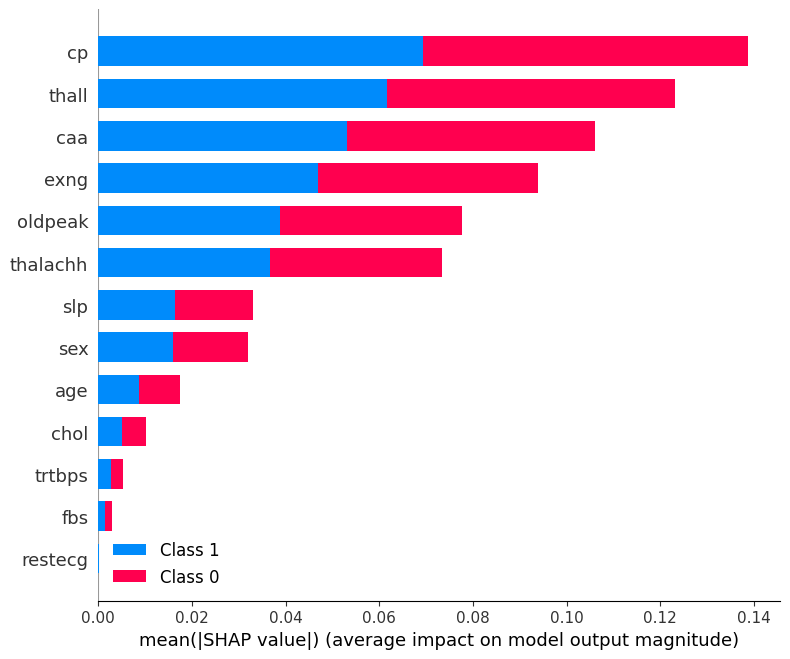 cp
thall
caa
exng
oldpeak
thalachh
slp
sex
age
chol
trtbps
fbs
restecg
Class 1
Class 0
0.00 0.02 0.04 0.06 0.08 0.10 0.12 0.14
mean(|SHAP value|) (average impact on model output magnitude)